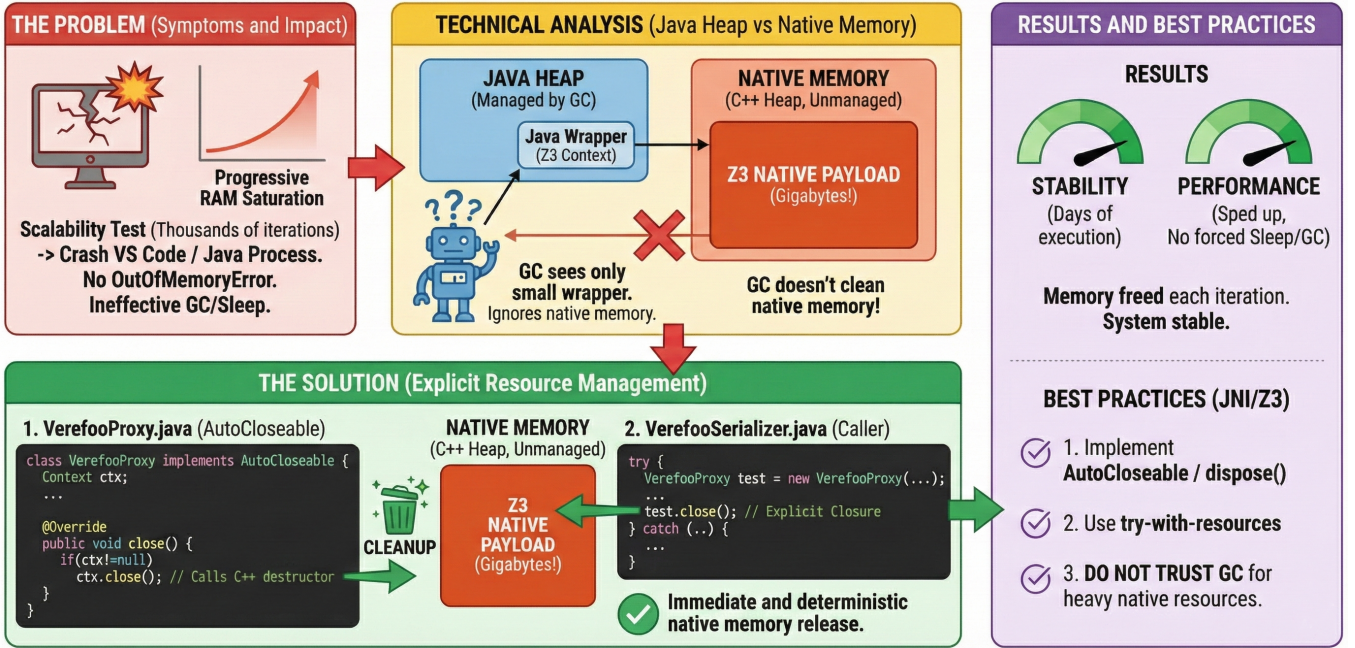 THE PROBLEM (Symptoms and Impact)
Progressive
RAM Saturation
Scalability Test (Thousands of iterations)
-> Crash VS Code / Java Process.
No OutOfMemoryError.
Ineffective GC/Sleep.
TECHNICAL ANALYSIS (Java Heap vs Native Memory)
JAVA HEAP
(Managed by GC)
Java Wrapper
(Z3 Context)
NATIVE MEMORY
(C++ Heap, Unmanaged)
Z3 NATIVE PAYLOAD
(Gigabytes!)
? ? ?
GC sees only
small wrapper.
Ignores native memory.
GC doesn't clean
native memory!
THE SOLUTION (Explicit Resource Management)
1. VerefooProxy.java (AutoCloseable)
class VerefooProxy implements AutoCloseable {
Context ctx;
...
@Override
public void close() {
if(ctx!=null)
ctx.close(); // Calls C++ destructor
}
}
CLEANUP
NATIVE MEMORY
(C++ Heap, Unmanaged)
Z3
NATIVE
PAYLOAD
(Gigabytes!)
2. VerefooSerializer.java (Caller)
try {
VerefooProxy test = new VerefooProxy(...);
...
test.close(); // Explicit Closure
} catch (..) {
...
}
Immediate and deterministic
native memory release.
RESULTS AND BEST PRACTICES
RESULTS
STABILITY
(Days of
execution)
PERFORMANCE
(Sped up,
No forced Sleep/GC)
Memory freed each iteration.
System stable.
BEST PRACTICES (JNI/Z3)
1. Implement
AutoCloseable / dispose()
2. Use try-with-resources
3. DO NOT TRUST GC for
heavy native resources.